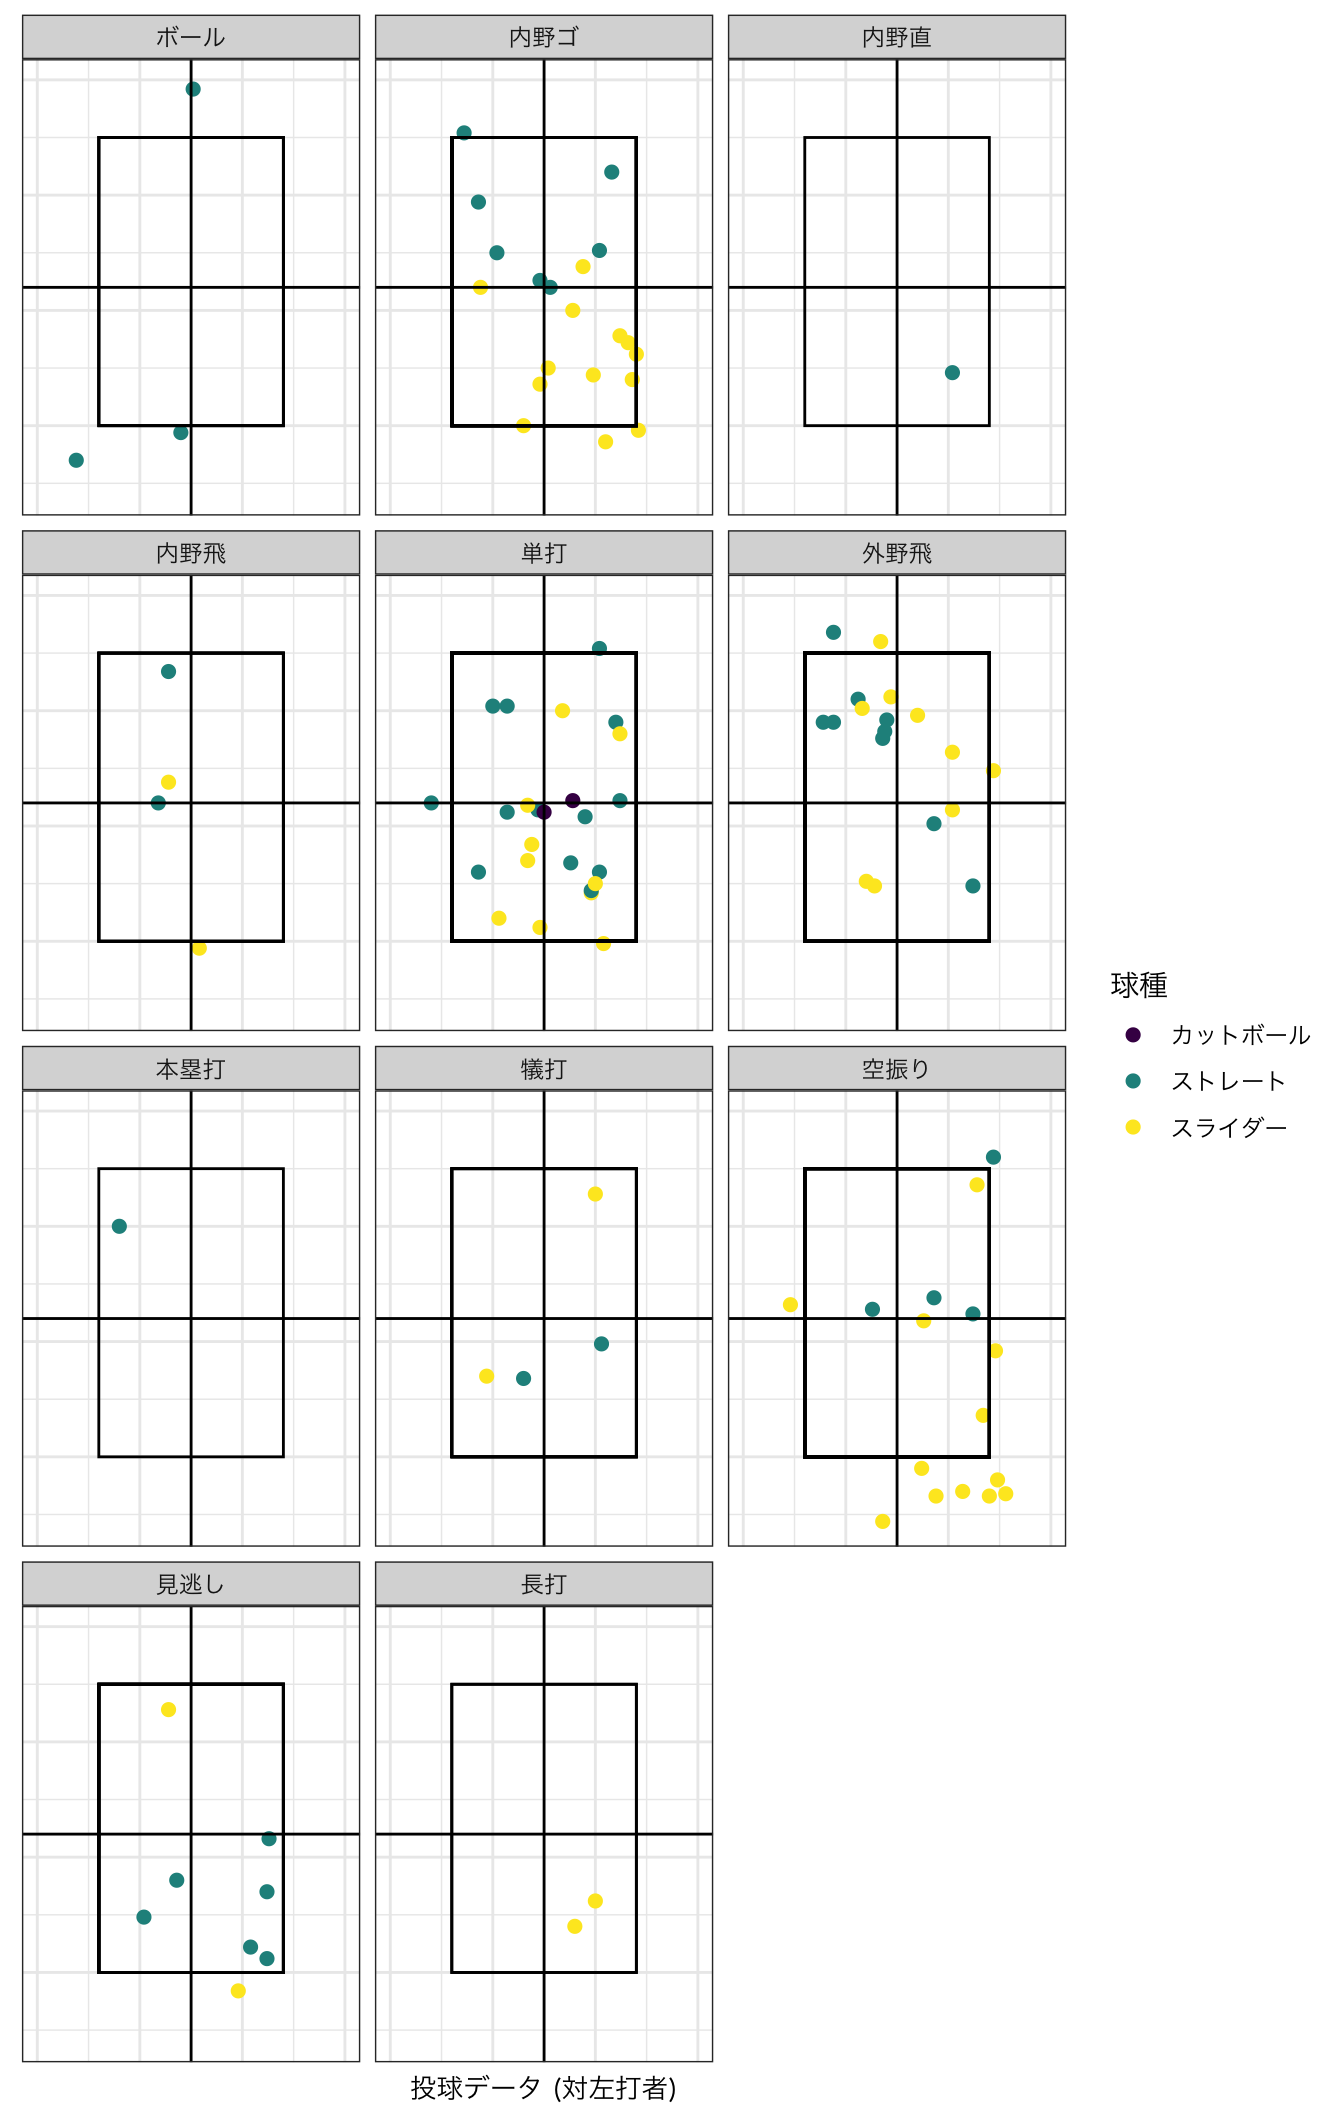 ボール
内野ゴ
内野直
内野飛
単打
外野飛
本塁打
犠打
空振り
見逃し
長打
球種
カットボール
ストレート
スライダー
投球データ (対左打者)